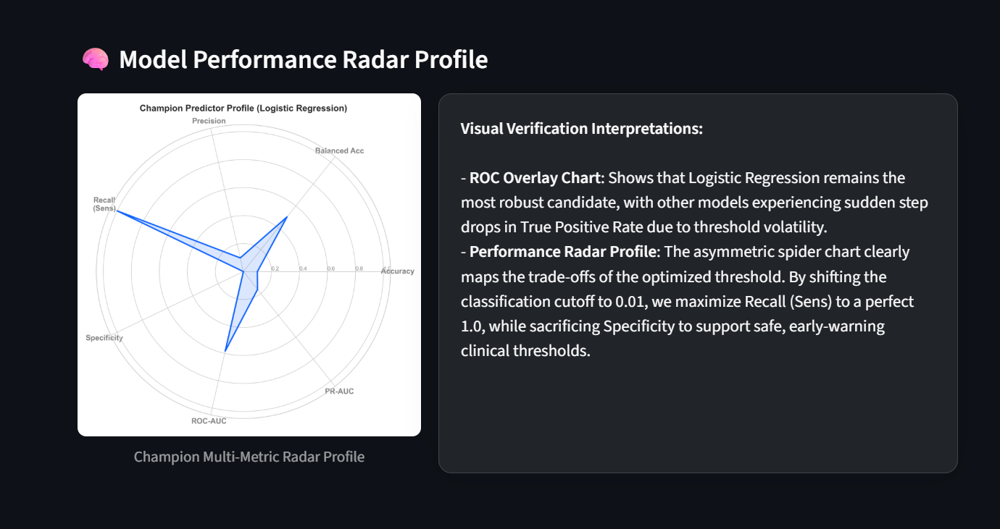 🧠 Model Performance Radar Profile
Champion Predictor Profile (Logistic Regression)
Precision
Balanced Acc
Recall
(Sens)
0.2
0.4
0.6
0.8
Accuracy
Specificity
PR-AUC
ROC-AUC
Champion Multi-Metric Radar Profile
Visual Verification Interpretations:
- ROC Overlay Chart: Shows that Logistic Regression remains the
most robust candidate, with other models experiencing sudden step
drops in True Positive Rate due to threshold volatility.
- Performance Radar Profile: The asymmetric spider chart clearly
maps the trade-offs of the optimized threshold. By shifting the
classification cutoff to 0.01, we maximize Recall (Sens) to a perfect
1.0, while sacrificing Specificity to support safe, early-warning
clinical thresholds.